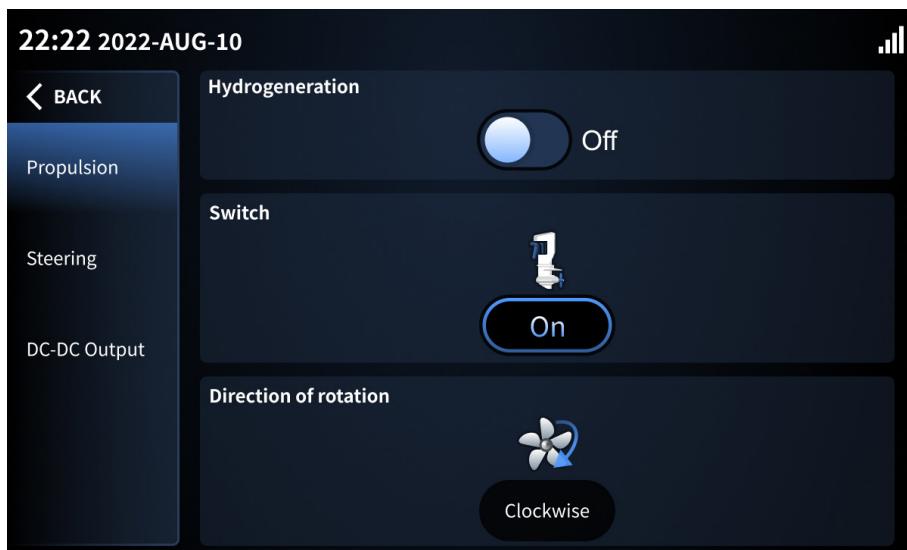 22:22 2022-AUG-10
BACK
Propulsion
Steering
DC-DC Output
Hydrogeneration
Off
Switch
On
Direction of rotation
Clockwise